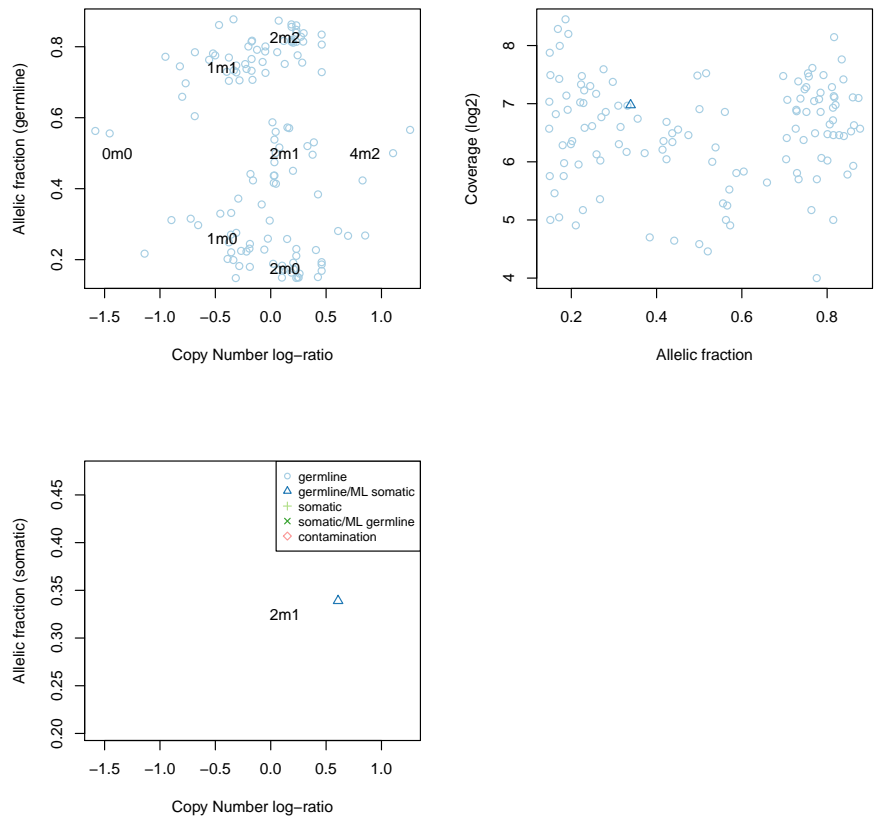 0.8
0.6
0.4
0.2
Allelic fraction (germline)
2m2
1m1
0m0
2m1
4m2
1m0
2m0
−1.5 −1.0 −0.5 0.0 0.5 1.0
Copy Number log−ratio
8
7
6
5
4
Coverage (log2)
0.2 0.4 0.6 0.8
Allelic fraction
0.45
0.40
0.35
0.30
0.25
0.20
Allelic fraction (somatic)
germline
germline/ML somatic
somatic
somatic/ML germline
contamination
2m1
−1.5 −1.0 −0.5 0.0 0.5 1.0
Copy Number log−ratio